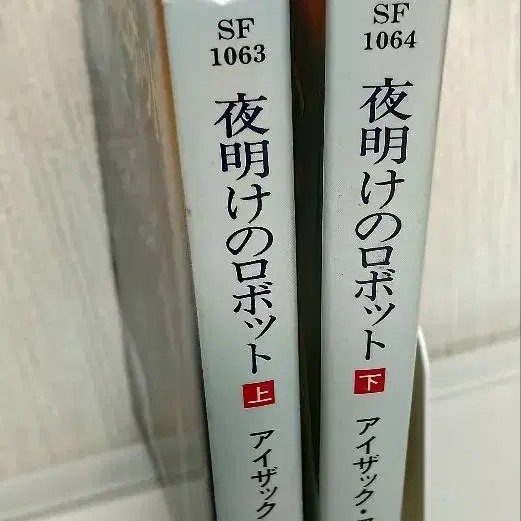 SF
1063
夜明けのロボット
上
アイザック
SF
1064
夜明けのロボット
下
アイザック・